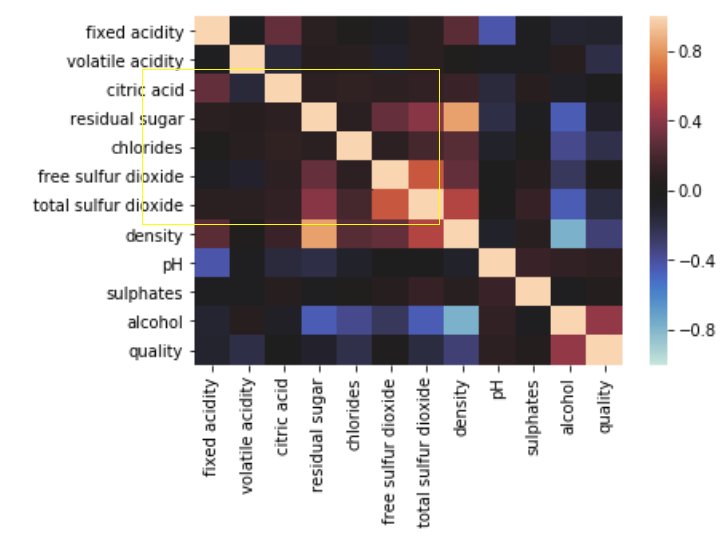 fixed acidity
volatile acidity
citric acid
residual sugar
chlorides
free sulfur dioxide
total sulfur dioxide
density
pH
sulphates
alcohol
quality
fixed acidity
volatile acidity
citric acid
residual sugar
chlorides
free sulfur dioxide
total sulfur dioxide
density
pH
sulphates
alcohol
quality
0.8
0.4
0.0
−0.4
−0.8